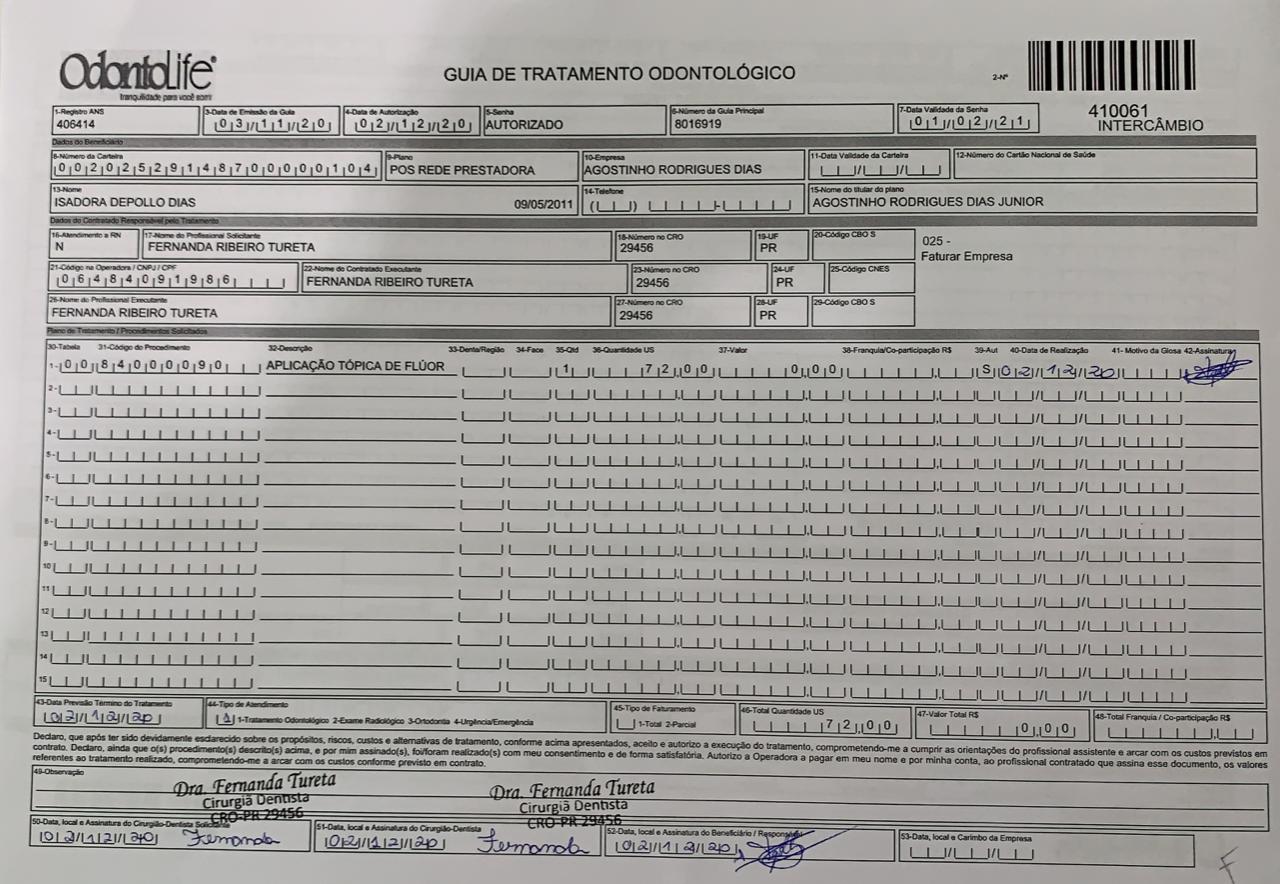 OdontoLife®
tranquilidade para você sorrir
GUIA DE TRATAMENTO ODONTOLÓGICO
2-Nº
410061
INTERCÂMBIO
1-Registro ANS 3-Data de Emissão da Guia 4-Data de Autorização 5-Senha 6-Número da Guia Principal 7-Data Validade da Senha
406414 03/11/20 02/12/20 AUTORIZADO 8016919 01/02/21
Dados do Beneficiário
8-Número da Carteira 9-Plano 10-Empresa 11-Data Validade da Carteira 12-Número do Cartão Nacional de Saúde
00202529148700000104 POS REDE PRESTADORA AGOSTINHO RODRIGUES DIAS
13-Nome 14-Telefone 15-Nome do titular do plano
ISADORA DEPOLLO DIAS 09/05/2011 AGOSTINHO RODRIGUES DIAS JUNIOR
Dados do Contratado Responsável pelo Tratamento
16-Atendimento a RN 17-Nome do Profissional Solicitante 18-Número no CRO 19-UF 20-Código CBO S
N FERNANDA RIBEIRO TURETA 29456 PR
025 -
Faturar Empresa
21-Código na Operadora / CNPJ / CPF 22-Nome do Contratado Executante 23-Número no CRO 24-UF 25-Código CNES
06484091986 FERNANDA RIBEIRO TURETA 29456 PR
26-Nome do Profissional Executante 27-Número no CRO 28-UF 29-Código CBO S
FERNANDA RIBEIRO TURETA 29456 PR
Plano de Tratamento / Procedimentos Solicitados
30-Tabela 31-Código do Procedimento 32-Descrição 33-Dente/Região 34-Face 35-Qtd 36-Quantidade US 37-Valor 38-Franquia/Co-participação R$ 39-Aut 40-Data de Realização 41- Motivo da Glosa 42-Assinatura
1- 00 84000090 APLICAÇÃO TÓPICA DE FLÚOR 1 72,00 0,00 S 02/12/20
2-
3-
4-
5-
6-
7-
8-
9-
10
11
12
13
14
15
43-Data Previsão Término do Tratamento 44-Tipo de Atendimento 45-Tipo de Faturamento 46-Total Quantidade US 47-Valor Total R$ 48-Total Franquia / Co-participação R$
02/12/20 1 1-Tratamento Odontológico 2-Exame Radiológico 3-Ortodontia 4-Urgência/Emergência 1-Total 2-Parcial 72,00 0,00
Declaro, que após ter sido devidamente esclarecido sobre os propósitos, riscos, custos e alternativas de tratamento, conforme acima apresentados, aceito e autorizo a execução do tratamento, comprometendo-me a cumprir as orientações do profissional assistente e arcar com os custos previstos em
contrato. Declaro, ainda que o(s) procedimento(s) descrito(s) acima, e por mim assinado(s), foi/foram realizado(s) com meu consentimento e de forma satisfatória. Autorizo a Operadora a pagar em meu nome e por minha conta, ao profissional contratado que assina esse documento, os valores
referentes ao tratamento realizado, comprometendo-me a arcar com os custos conforme previsto em contrato.
49-Observação
Dra. Fernanda Tureta Dra. Fernanda Tureta
Cirurgiã Dentista Cirurgiã Dentista
CRO-PR 29456 CRO-PR 29456
50-Data, local e Assinatura do Cirurgião-Dentista Solicitante 51-Data, local e Assinatura do Cirurgião-Dentista 52-Data, local e Assinatura do Beneficiário / Responsável 53-Data, local e Carimbo da Empresa
02/12/20 Fernanda 02/12/20 Fernanda 02/12/20
F